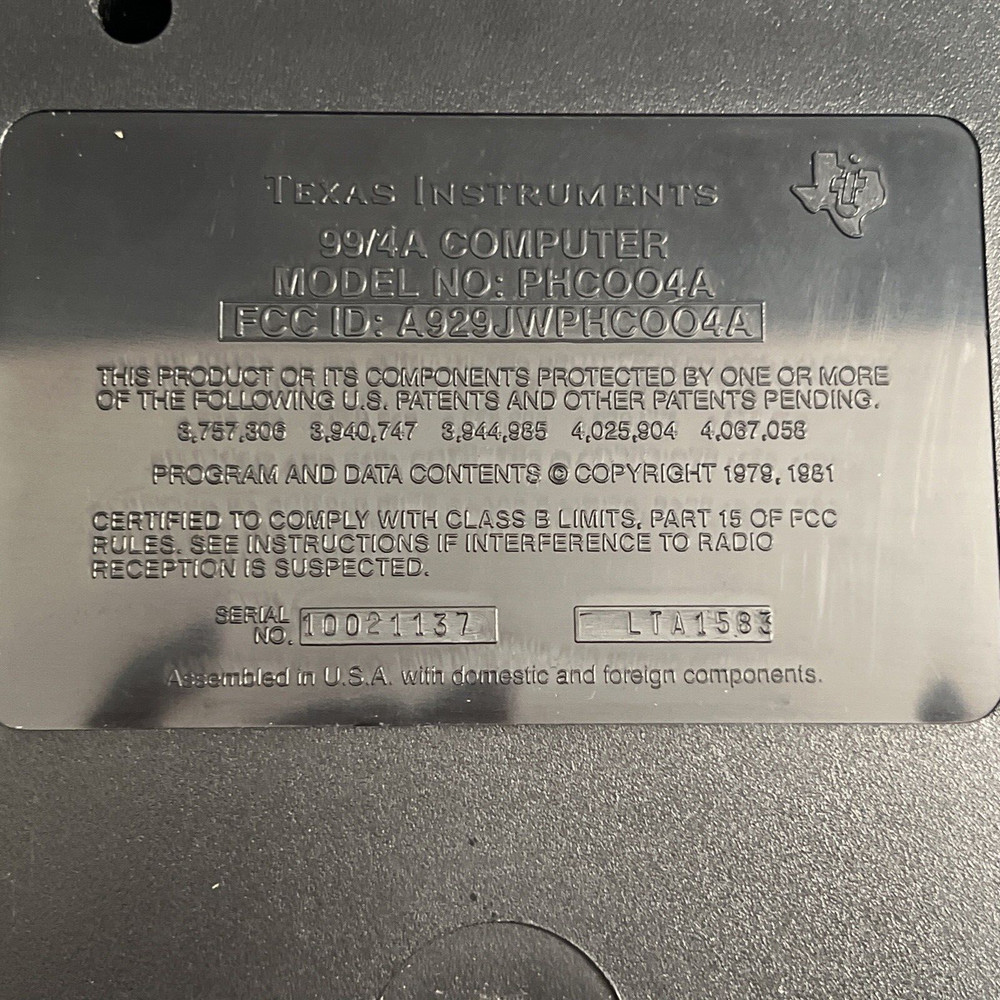 TEXAS INSTRUMENTS
99/4A COMPUTER
MODEL NO: PHC004A
FCC ID: A929JWPHC004A
THIS PRODUCT OR ITS COMPONENTS PROTECTED BY ONE OR MORE
OF THE FOLLOWING U.S. PATENTS AND OTHER PATENTS PENDING.
3,757,306 3,940,747 3,944,985 4,025,904 4,067,058
PROGRAM AND DATA CONTENTS © COPYRIGHT 1979, 1981
CERTIFIED TO COMPLY WITH CLASS B LIMITS, PART 15 OF FCC
RULES. SEE INSTRUCTIONS IF INTERFERENCE TO RADIO
RECEPTION IS SUSPECTED.
SERIAL NO. 10021137 LTA1583
Assembled in U.S.A. with domestic and foreign components.